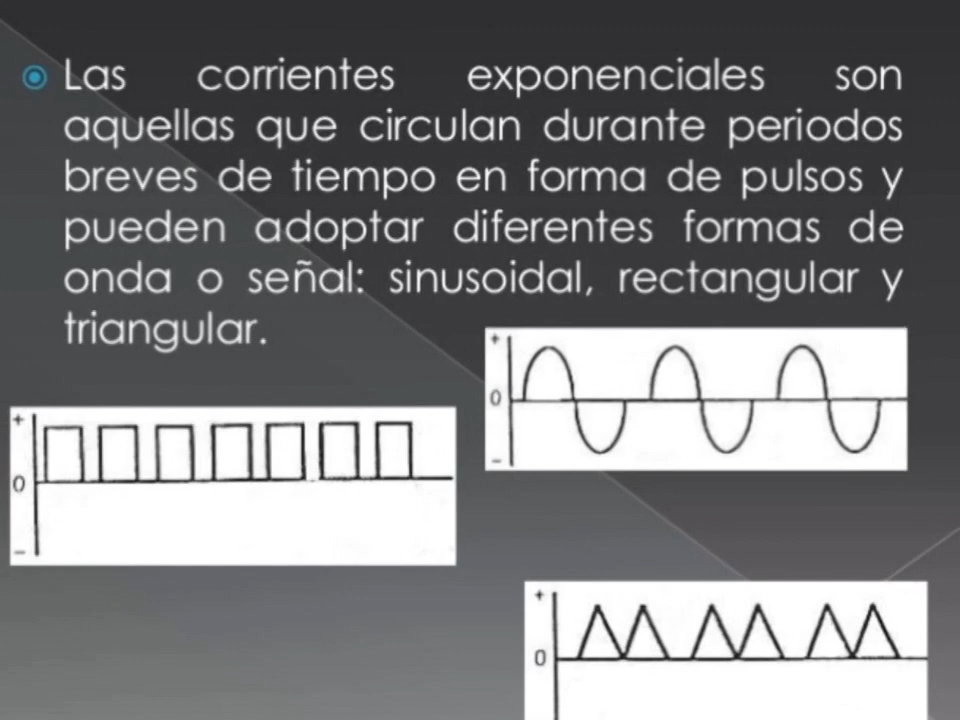 Las corrientes exponenciales son
aquellas que circulan durante periodos
breves de tiempo en forma de pulsos y
pueden adoptar diferentes formas de
onda o señal: sinusoidal, rectangular y
triangular.
+
0
-
+
0
-
+
0